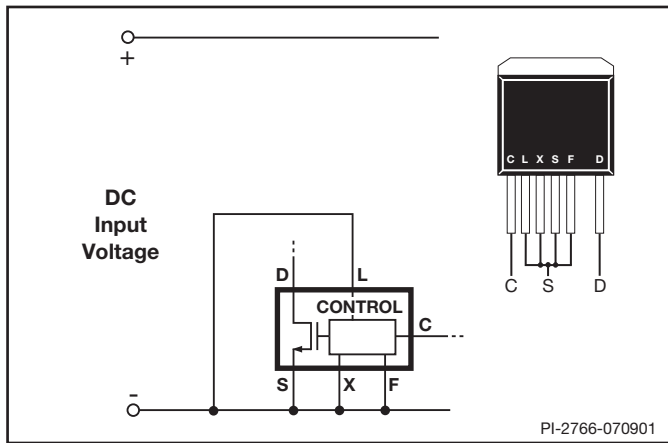 +
DC
Input
Voltage
D L
CONTROL
C
S X F
-
C L X S F D
C S D
PI-2766-070901